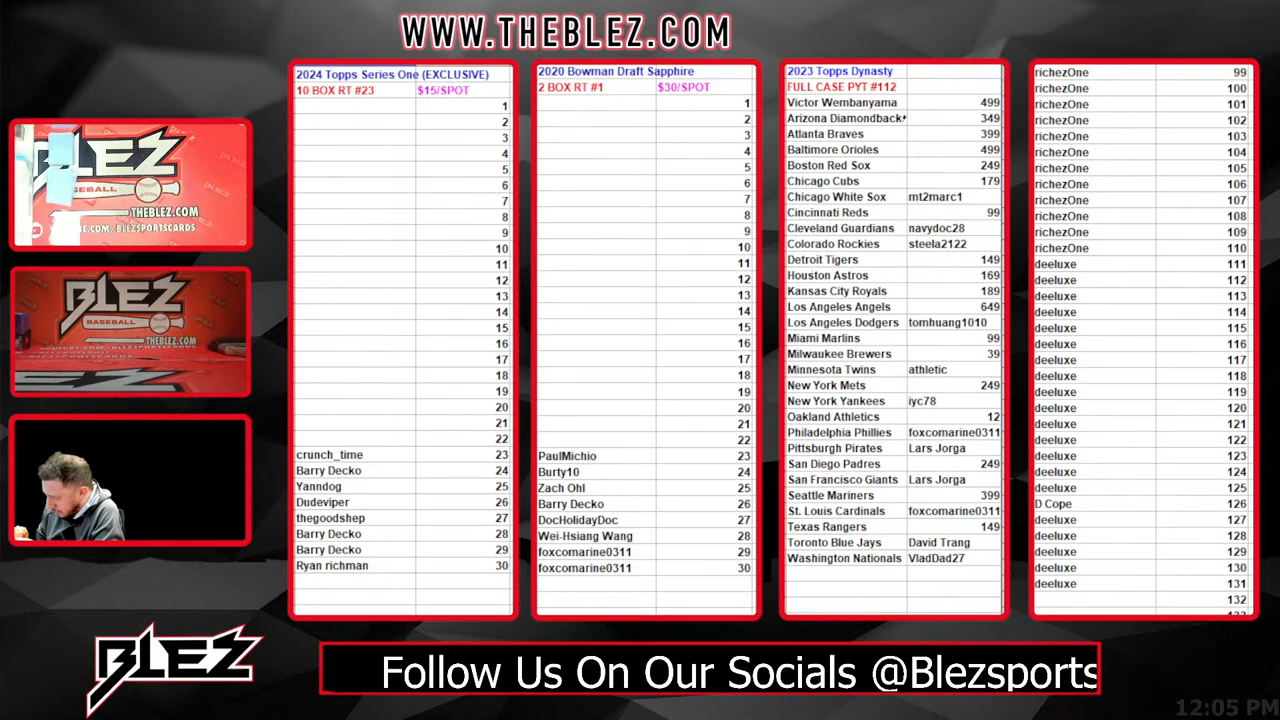 WWW.THEBLEZ.COM
BLEZ
BASEBALL
THEBLEZ.COM
BE.COM/BLEZSPORTSCARDS
BLEZ
BASEBALL
THEBLEZ.COM
2024 Topps Series One (EXCLUSIVE)
10 BOX RT #23 $15/SPOT
1
2
3
4
5
6
7
8
9
10
11
12
13
14
15
16
17
18
19
20
21
22
crunch_time 23
Barry Decko 24
Yanndog 25
Dudeviper 26
thegoodshep 27
Barry Decko 28
Barry Decko 29
Ryan richman 30
2020 Bowman Draft Sapphire
2 BOX RT #1 $30/SPOT
1
2
3
4
5
6
7
8
9
10
11
12
13
14
15
16
17
18
19
20
21
22
PaulMichio 23
Burty10 24
Zach Ohl 25
Barry Decko 26
DocHolidayDoc 27
Wei-Hsiang Wang 28
foxcomarine0311 29
foxcomarine0311 30
2023 Topps Dynasty
FULL CASE PYT #112
Victor Wembanyama 499
Arizona Diamondback 349
Atlanta Braves 399
Baltimore Orioles 499
Boston Red Sox 249
Chicago Cubs 179
Chicago White Sox mt2marc1
Cincinnati Reds 99
Cleveland Guardians navydoc28
Colorado Rockies steela2122
Detroit Tigers 149
Houston Astros 169
Kansas City Royals 189
Los Angeles Angels 649
Los Angeles Dodgers tomhuang1010
Miami Marlins 99
Milwaukee Brewers 39
Minnesota Twins athletic
New York Mets 249
New York Yankees iyc78
Oakland Athletics 12
Philadelphia Phillies foxcomarine0311
Pittsburgh Pirates Lars Jorga
San Diego Padres 249
San Francisco Giants Lars Jorga
Seattle Mariners 399
St. Louis Cardinals foxcomarine0311
Texas Rangers 149
Toronto Blue Jays David Trang
Washington Nationals VladDad27
richezOne 99
richezOne 100
richezOne 101
richezOne 102
richezOne 103
richezOne 104
richezOne 105
richezOne 106
richezOne 107
richezOne 108
richezOne 109
richezOne 110
deeluxe 111
deeluxe 112
deeluxe 113
deeluxe 114
deeluxe 115
deeluxe 116
deeluxe 117
deeluxe 118
deeluxe 119
deeluxe 120
deeluxe 121
deeluxe 122
deeluxe 123
deeluxe 124
deeluxe 125
D Cope 126
deeluxe 127
deeluxe 128
deeluxe 129
deeluxe 130
deeluxe 131
132
BLEZ
Follow Us On Our Socials @Blezsports
12:05 PM